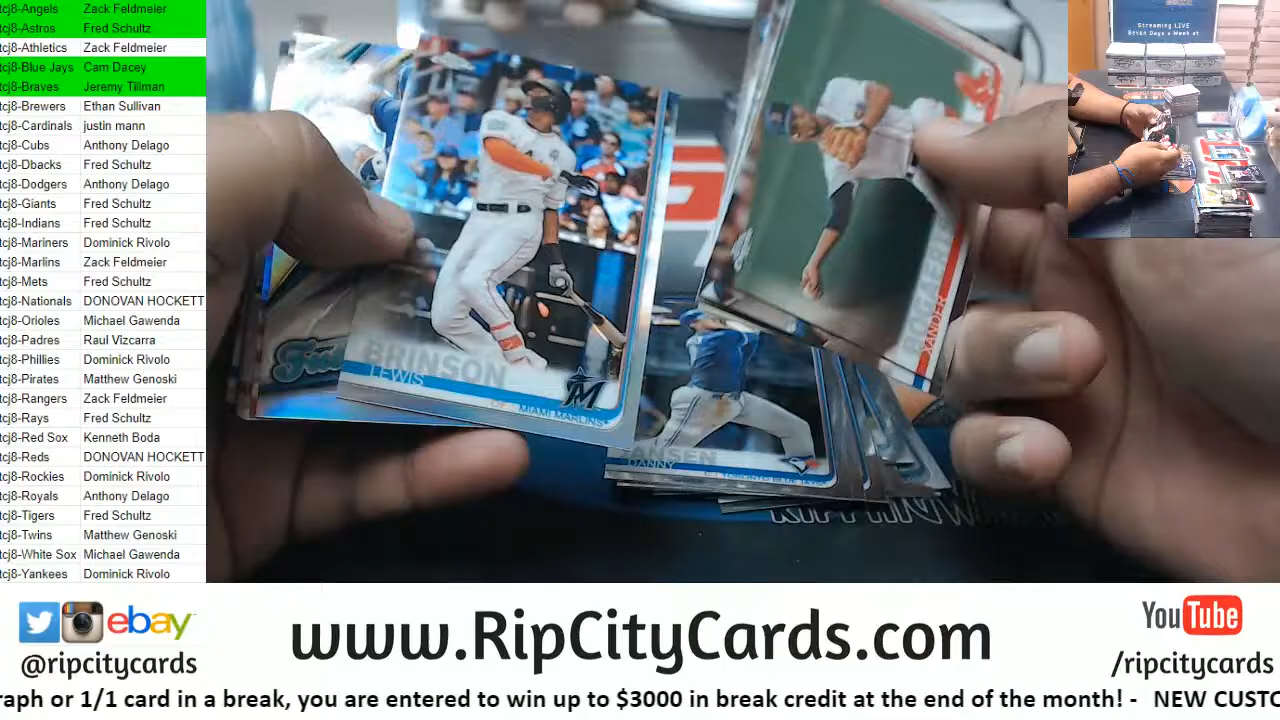 tcj8-Angels Zack Feldmeier
tcj8-Astros Fred Schultz
tcj8-Athletics Zack Feldmeier
tcj8-Blue Jays Cam Dacey
tcj8-Braves Jeremy Tillman
tcj8-Brewers Ethan Sullivan
tcj8-Cardinals justin mann
tcj8-Cubs Anthony Delago
tcj8-Dbacks Fred Schultz
tcj8-Dodgers Anthony Delago
tcj8-Giants Fred Schultz
tcj8-Indians Fred Schultz
tcj8-Mariners Dominick Rivolo
tcj8-Marlins Zack Feldmeier
tcj8-Mets Fred Schultz
tcj8-Nationals DONOVAN HOCKETT
tcj8-Orioles Michael Gawenda
tcj8-Padres Raul Vizcarra
tcj8-Phillies Dominick Rivolo
tcj8-Pirates Matthew Genoski
tcj8-Rangers Zack Feldmeier
tcj8-Rays Fred Schultz
tcj8-Red Sox Kenneth Boda
tcj8-Reds DONOVAN HOCKETT
tcj8-Rockies Dominick Rivolo
tcj8-Royals Anthony Delago
tcj8-Tigers Fred Schultz
tcj8-Twins Matthew Genoski
tcj8-White Sox Michael Gawenda
tcj8-Yankees Dominick Rivolo
Streaming LIVE
Seven Days a Week at
BRINSON
LEWIS
OF MIAMI MARLINS
XANDER
ANSEN
DANNY
C TORONTO BLUE JAYS
ebay
@ripcitycards
www.RipCityCards.com
YouTube
/ripcitycards
raph or 1/1 card in a break, you are entered to win up to $3000 in break credit at the end of the month! - NEW CUSTO